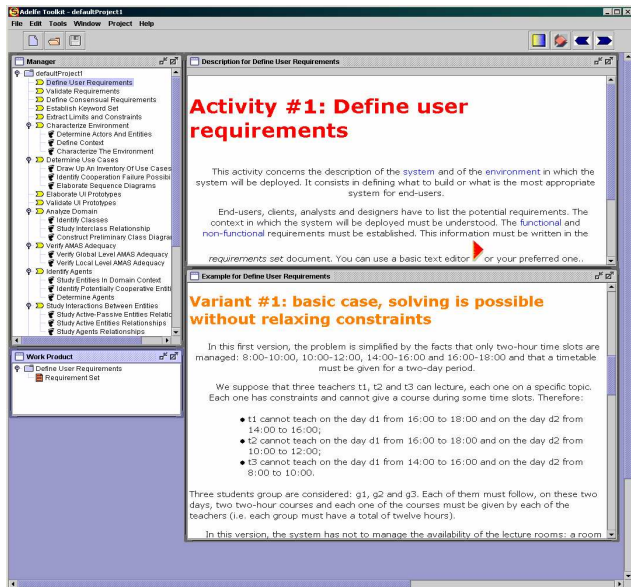 Adelfe Toolkit - defaultProject1
File Edit Tools Window Project Help
Manager
defaultProject1
Define User Requirements
Validate Requirements
Define Consensual Requirements
Establish Keyword Set
Extract Limits and Constraints
Characterize Environment
Determine Actors And Entities
Define Context
Characterize The Environment
Determine Use Cases
Draw Up An Inventory Of Use Cases
Identify Cooperation Failure Possibi
Elaborate Sequence Diagrams
Elaborate UI Prototypes
Validate UI Prototypes
Analyze Domain
Identify Classes
Study Interclass Relationship
Construct Preliminary Class Diagrar
Verify AMAS Adequacy
Verify Global Level AMAS Adequacy
Verify Local Level AMAS Adequacy
Identify Agents
Study Entities In Domain Context
Identify Potentially Cooperative Entiti
Determine Agents
Study Interactions Between Entities
Study Active-Passive Entities Relatic
Study Active Entities Relationships
Study Agents Relationships
Work Product
Define User Requirements
Requirement Set
Description for Define User Requirements
Activity #1: Define user
requirements
This activity concerns the description of the system and of the environment in which the
system will be deployed. It consists in defining what to build or what is the most appropriate
system for end-users.
End-users, clients, analysts and designers have to list the potential requirements. The
context in which the system will be deployed must be understood. The functional and
non-functional requirements must be established. This information must be written in the
requirements set document. You can use a basic text editor or your preferred one..
Example for Define User Requirements
Variant #1: basic case, solving is possible
without relaxing constraints
In this first version, the problem is simplified by the facts that only two-hour time slots are
managed: 8:00-10:00, 10:00-12:00, 14:00-16:00 and 16:00-18:00 and that a timetable
must be given for a two-day period.
We suppose that three teachers t1, t2 and t3 can lecture, each one on a specific topic.
Each one has constraints and cannot give a course during some time slots. Therefore:
● t1 cannot teach on the day d1 from 16:00 to 18:00 and on the day d2 from
14:00 to 16:00;
● t2 cannot teach on the day d1 from 16:00 to 18:00 and on the day d2 from
10:00 to 12:00;
● t3 cannot teach on the day d1 from 14:00 to 16:00 and on the day d2 from
8:00 to 10:00.
Three students group are considered: g1, g2 and g3. Each of them must follow, on these two
days, two two-hour courses and each one of the courses must be given by each of the
teachers (i.e. each group must have a total of twelve hours).
In this version, the system has not to manage the availability of the lecture rooms: a room